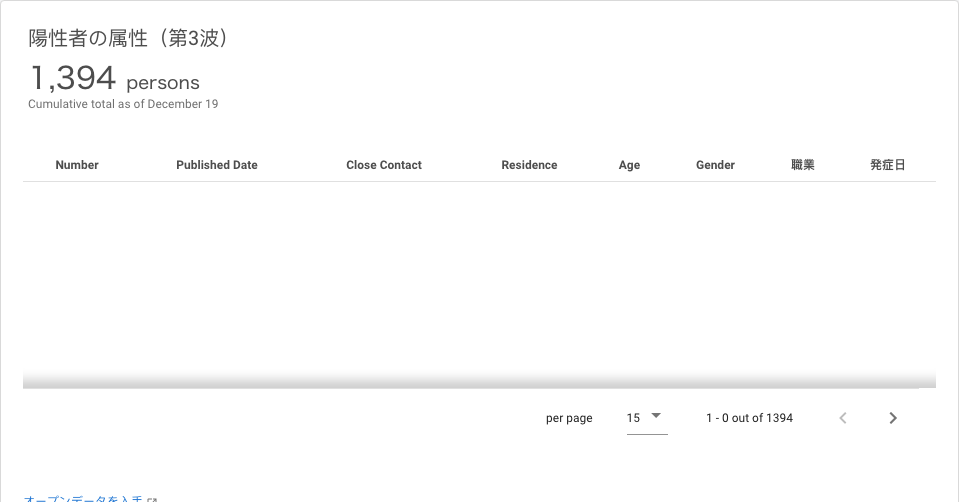 陽性者の属性（第3波）
1,394 persons
Cumulative total as of December 19
Number Published Date Close Contact Residence Age Gender 職業 発症日
per page 15 1 - 0 out of 1394
オープンデータを入手